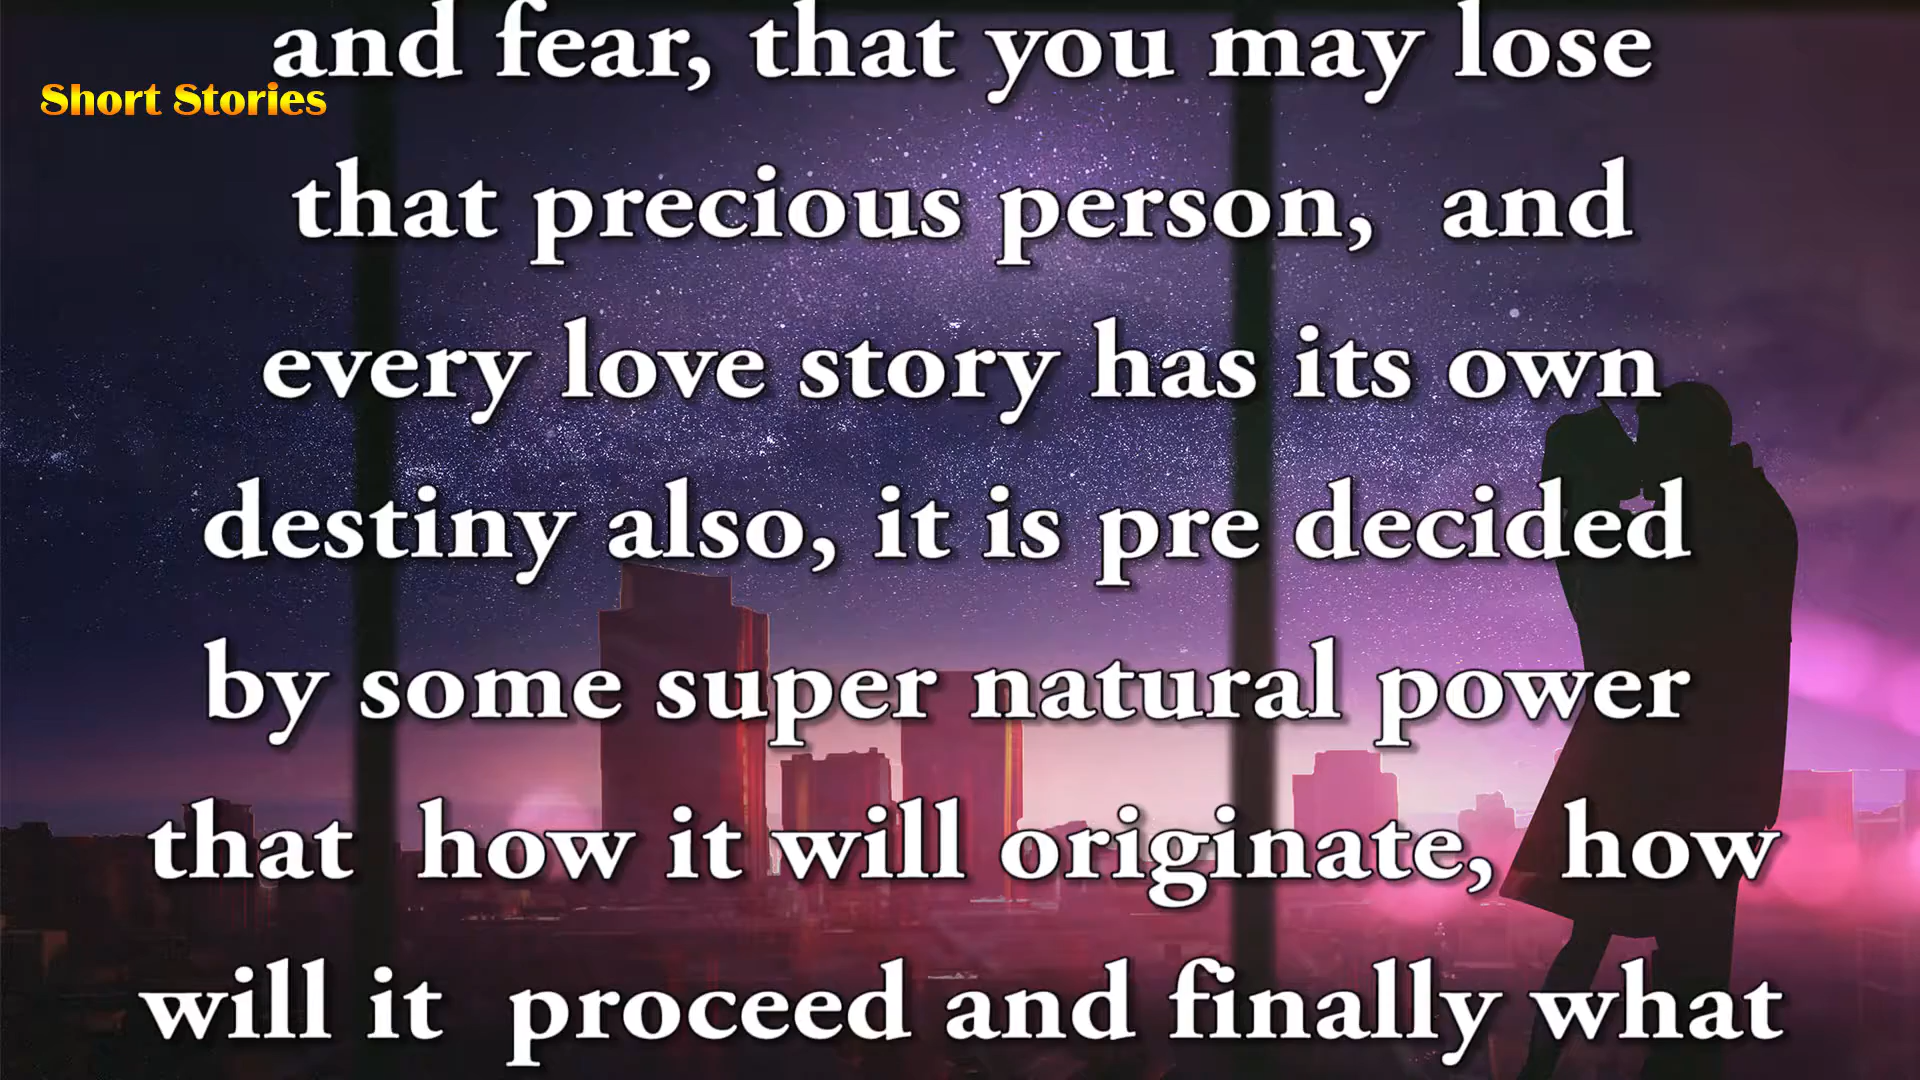 and fear, that you may lose
Short Stories
that precious person, and
every love story has its own
destiny also, it is pre decided
by some super natural power
that how it will originate, how
will it proceed and finally what